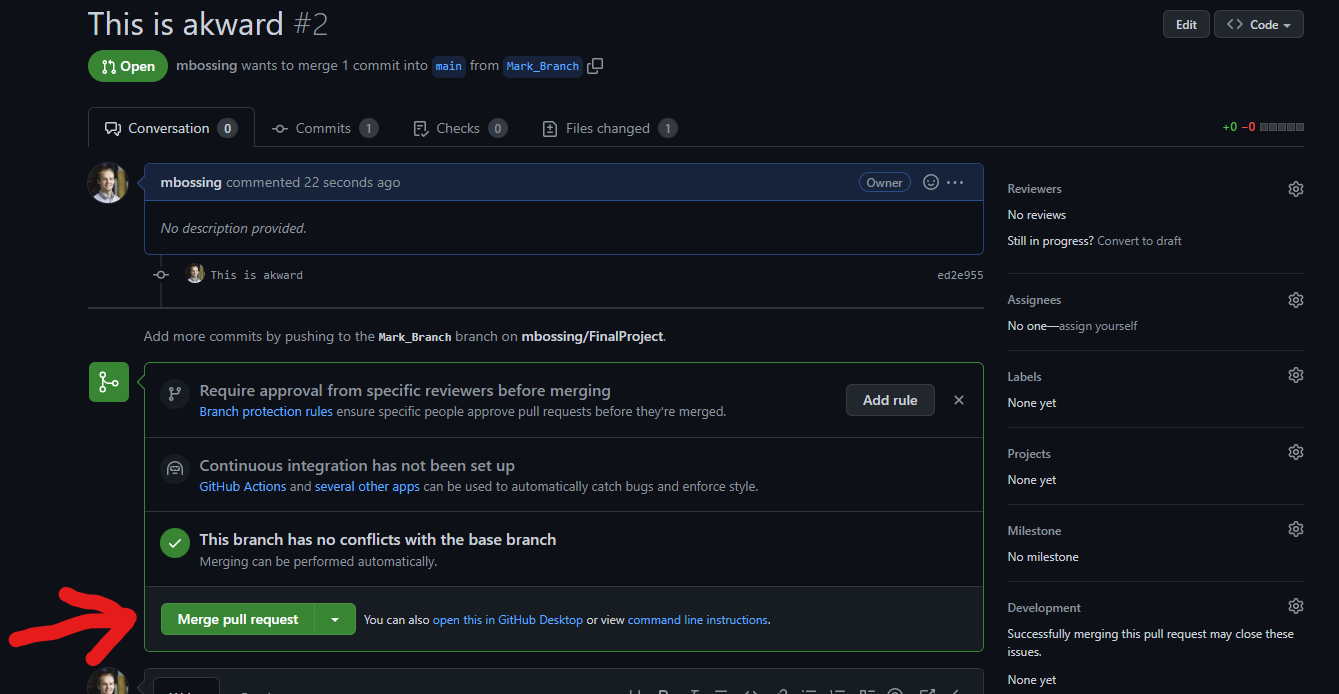 This is akward #2
Edit
Code
Open
mbossing wants to merge 1 commit into main from Mark_Branch
Conversation 0
Commits 1
Checks 0
Files changed 1
+0 −0
mbossing commented 22 seconds ago
Owner
No description provided.
This is akward
ed2e955
Add more commits by pushing to the Mark_Branch branch on mbossing/FinalProject.
Require approval from specific reviewers before merging
Branch protection rules ensure specific people approve pull requests before they're merged.
Add rule
Continuous integration has not been set up
GitHub Actions and several other apps can be used to automatically catch bugs and enforce style.
This branch has no conflicts with the base branch
Merging can be performed automatically.
Merge pull request
You can also open this in GitHub Desktop or view command line instructions.
Reviewers
No reviews
Still in progress? Convert to draft
Assignees
No one—assign yourself
Labels
None yet
Projects
None yet
Milestone
No milestone
Development
Successfully merging this pull request may close these
issues.
None yet